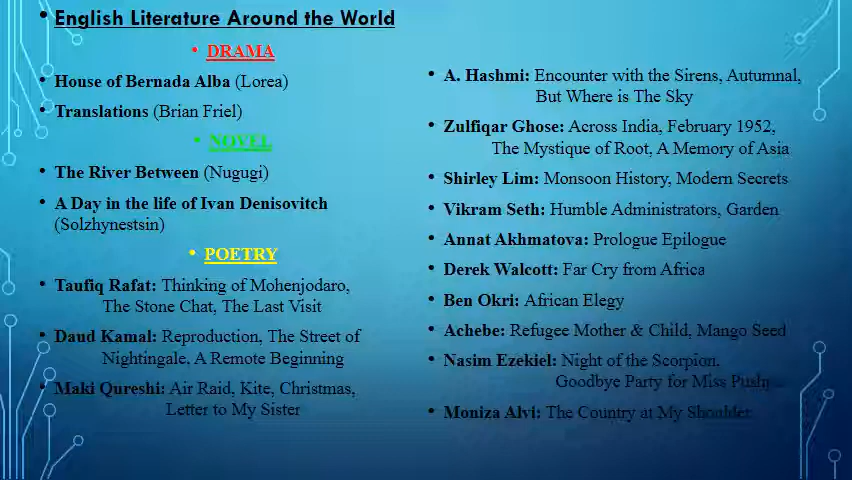 • English Literature Around the World
• DRAMA
• House of Bernada Alba (Lorea)
• Translations (Brian Friel)
• NOVEL
• The River Between (Nugugi)
• A Day in the life of Ivan Denisovitch
(Solzhynestsin)
• POETRY
• Taufiq Rafat: Thinking of Mohenjodaro,
The Stone Chat, The Last Visit
• Daud Kamal: Reproduction, The Street of
Nightingale, A Remote Beginning
• Maki Qureshi: Air Raid, Kite, Christmas,
Letter to My Sister
• A. Hashmi: Encounter with the Sirens, Autumnal,
But Where is The Sky
• Zulfiqar Ghose: Across India, February 1952,
The Mystique of Root, A Memory of Asia
• Shirley Lim: Monsoon History, Modern Secrets
• Vikram Seth: Humble Administrators, Garden
• Annat Akhmatova: Prologue Epilogue
• Derek Walcott: Far Cry from Africa
• Ben Okri: African Elegy
• Achebe: Refugee Mother & Child, Mango Seed
• Nasim Ezekiel: Night of the Scorpion,
Goodbye Party for Miss
• Moniza Alvi: The Country at My Shoulder